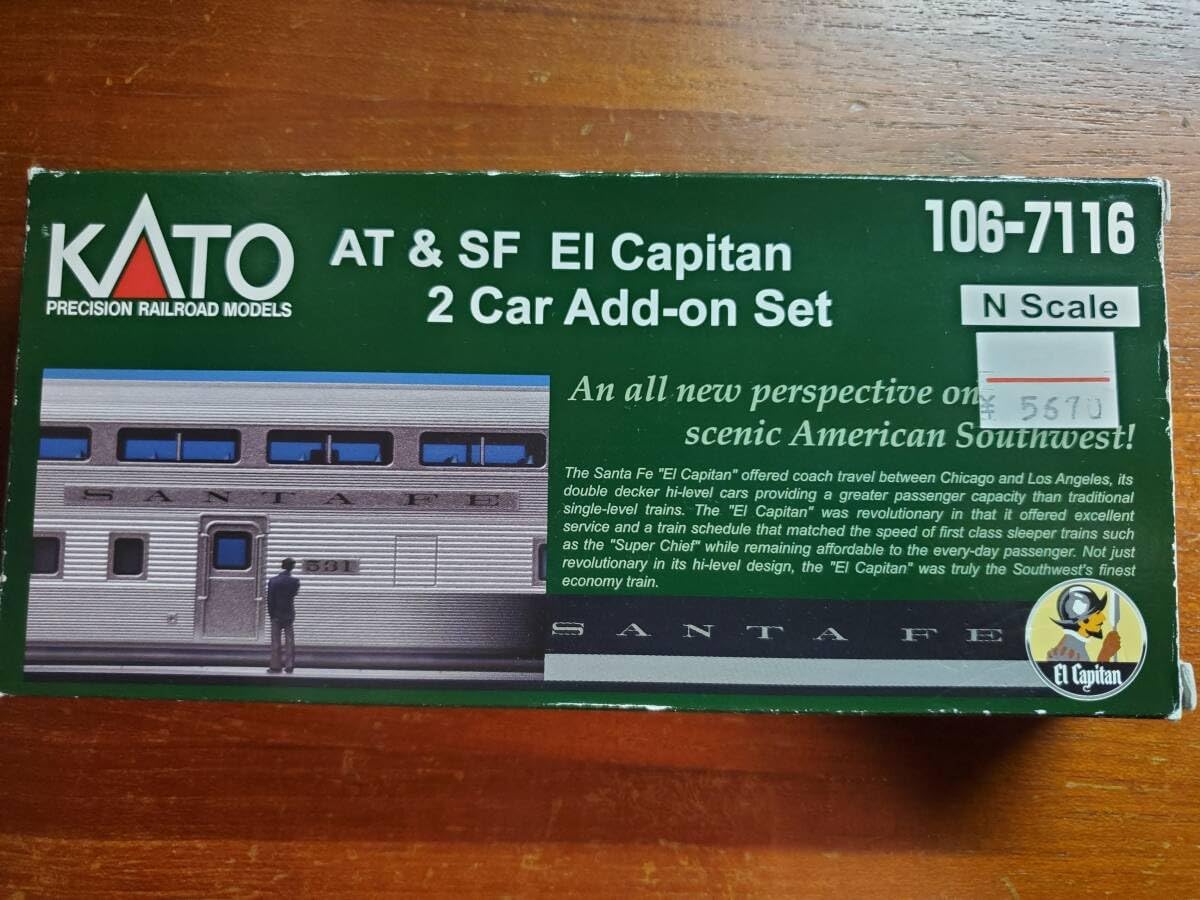 KATO
PRECISION RAILROAD MODELS
AT & SF El Capitan
2 Car Add-on Set
106-7116
N Scale
¥ 5670
An all new perspective on
scenic American Southwest!
The Santa Fe "El Capitan" offered coach travel between Chicago and Los Angeles, its
double decker hi-level cars providing a greater passenger capacity than traditional
single-level trains. The "El Capitan" was revolutionary in that it offered excellent
service and a train schedule that matched the speed of first class sleeper trains such
as the "Super Chief" while remaining affordable to the every-day passenger. Not just
revolutionary in its hi-level design, the "El Capitan" was truly the Southwest's finest
economy train.
SANTA FE
531
SANTA FE
El Capitan